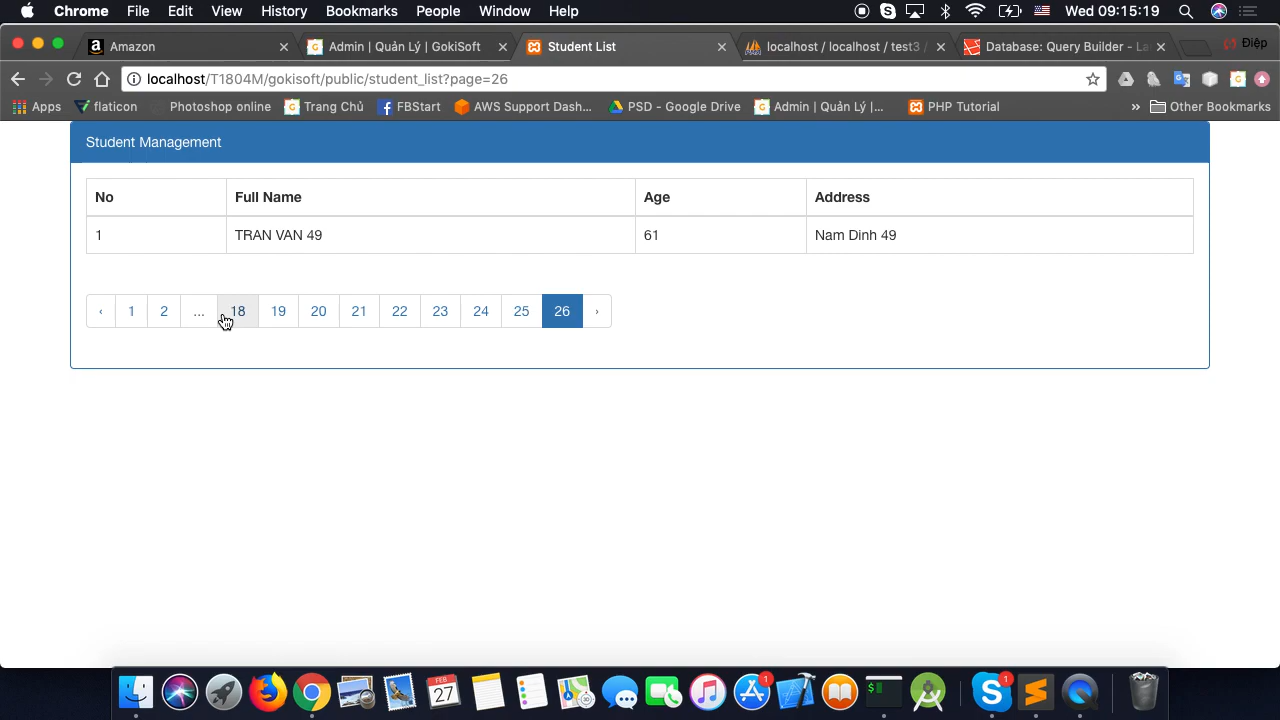 Chrome File Edit View History Bookmarks People Window Help Wed 09:15:19
Amazon Admin | Quản Lý | GokiSoft Student List localhost / localhost / test3 / Database: Query Builder - La Điệp
localhost/T1804M/gokisoft/public/student_list?page=26
Apps flaticon Photoshop online Trang Chủ FBStart AWS Support Dash... PSD - Google Drive Admin | Quản Lý |... PHP Tutorial » Other Bookmarks
Student Management
No Full Name Age Address
1 TRAN VAN 49 61 Nam Dinh 49
‹ 1 2 ... 18 19 20 21 22 23 24 25 26 ›
FEB
27
1
1